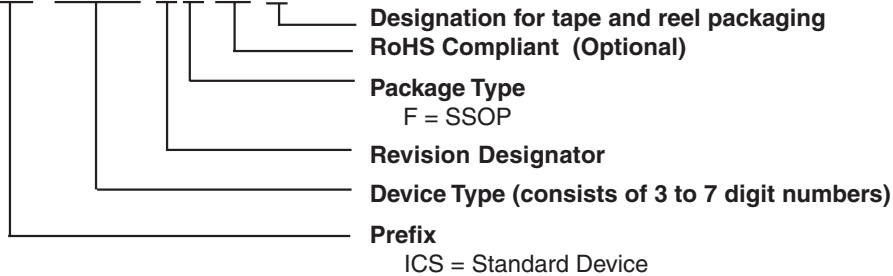 Designation for tape and reel packaging
RoHS Compliant (Optional)
Package Type
F = SSOP
Revision Designator
Device Type (consists of 3 to 7 digit numbers)
Prefix
ICS = Standard Device